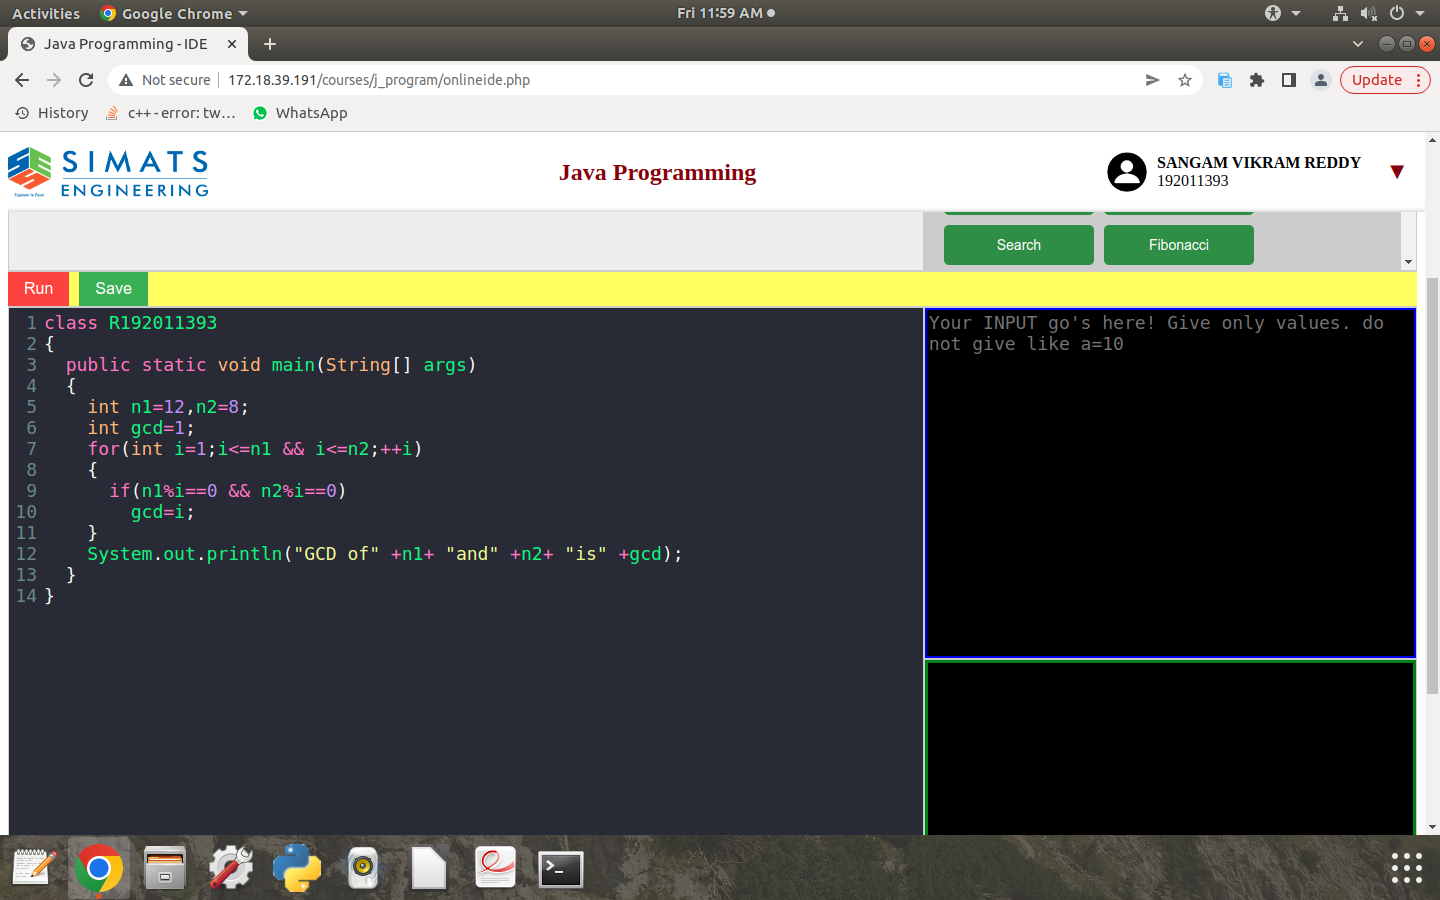 Activities Google Chrome Fri 11:59 AM
Java Programming - IDE
Not secure 172.18.39.191/courses/j_program/onlineide.php Update
History c++ - error: tw... WhatsApp
SIMATS
ENGINEERING
Java Programming
SANGAM VIKRAM REDDY
192011393
Search Fibonacci
Run Save
1 class R192011393
2 {
3 public static void main(String[] args)
4 {
5 int n1=12,n2=8;
6 int gcd=1;
7 for(int i=1;i<=n1 && i<=n2;++i)
8 {
9 if(n1%i==0 && n2%i==0)
10 gcd=i;
11 }
12 System.out.println("GCD of" +n1+ "and" +n2+ "is" +gcd);
13 }
14 }
Your INPUT go's here! Give only values. do
not give like a=10